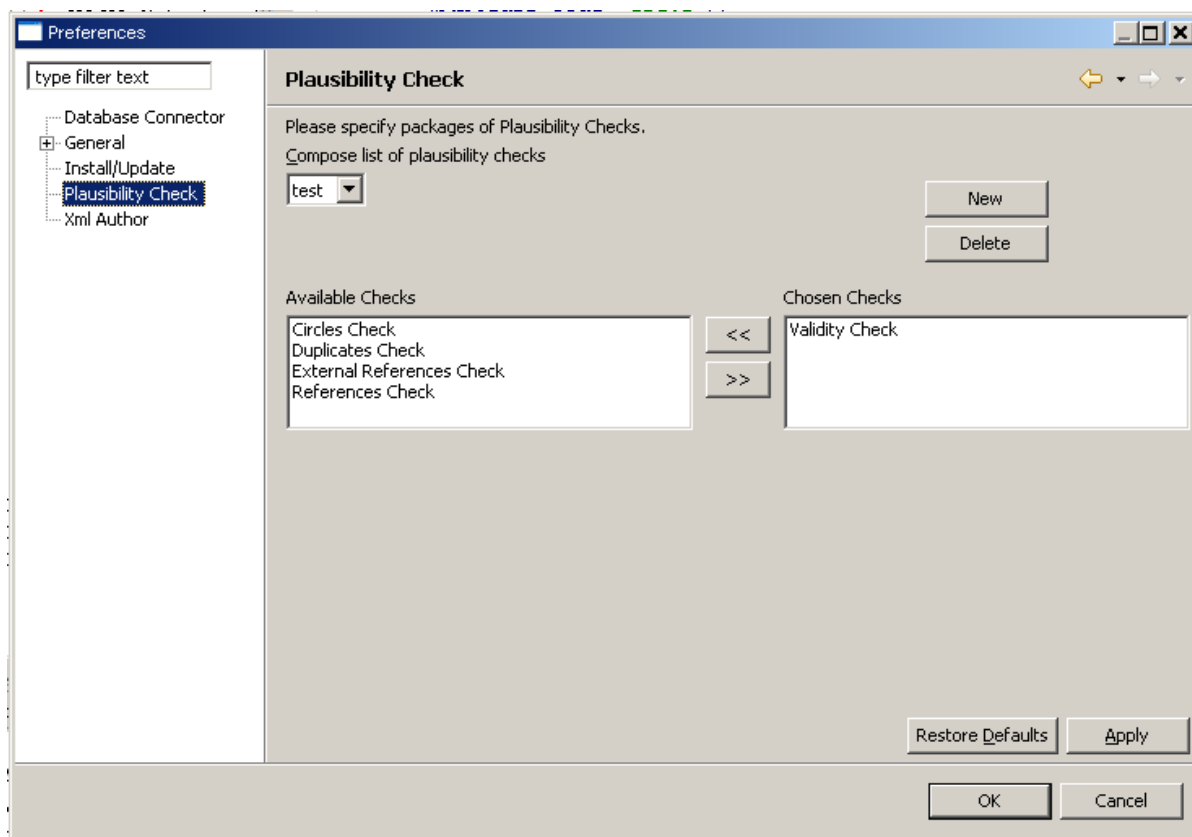 Preferences
type filter text
Database Connector
General
Install/Update
Plausibility Check
Xml Author
Plausibility Check
Please specify packages of Plausibility Checks.
Compose list of plausibility checks
test
New
Delete
Available Checks
Circles Check
Duplicates Check
External References Check
References Check
<<
>>
Chosen Checks
Validity Check
Restore Defaults
Apply
OK
Cancel